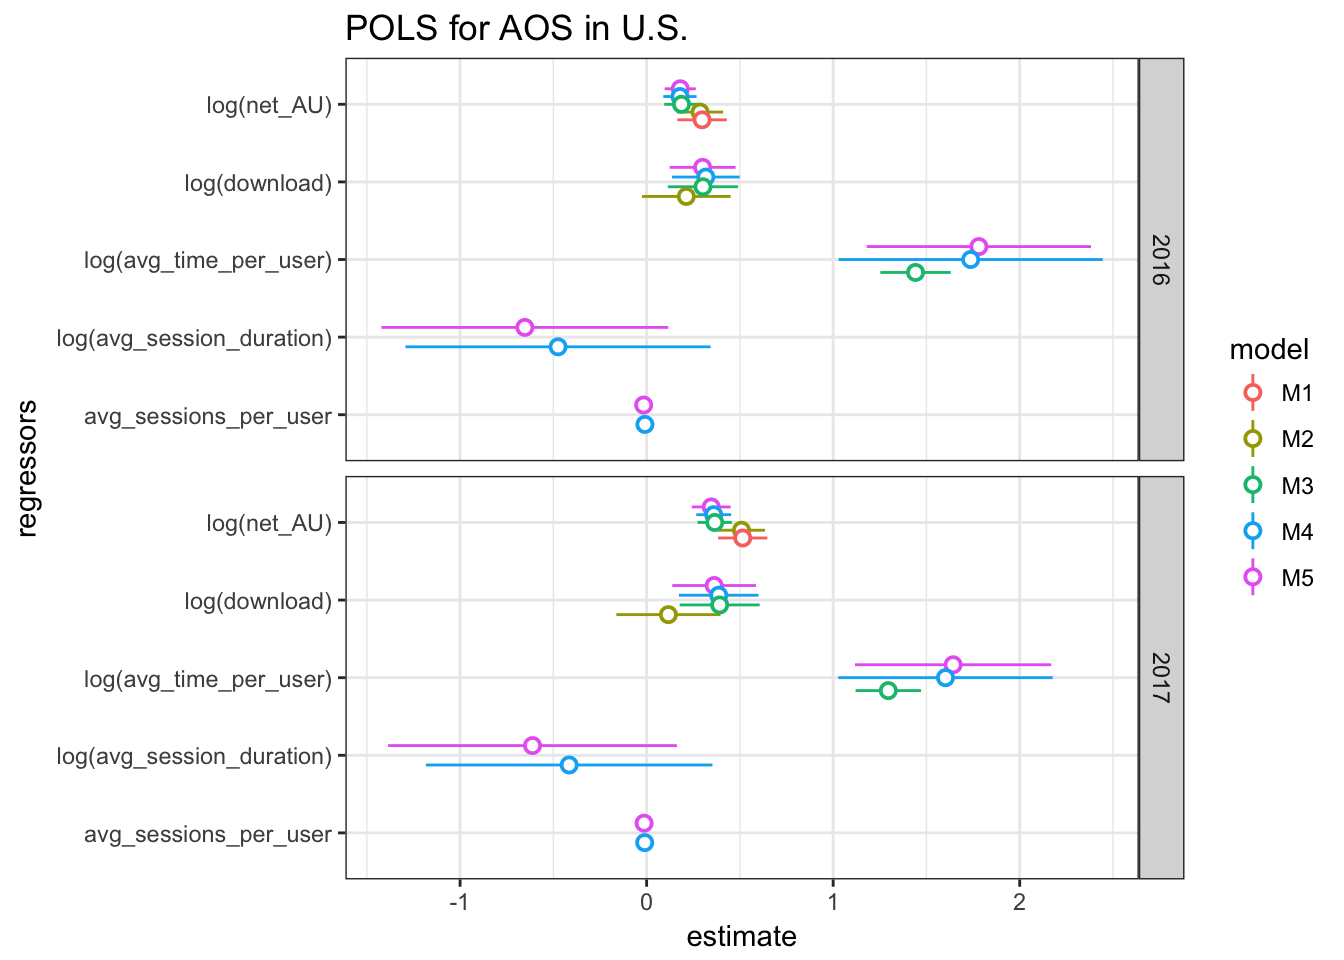 POLS for AOS in U.S.
regressors
log(net_AU)
log(download)
log(avg_time_per_user)
log(avg_session_duration)
avg_sessions_per_user
2016
log(net_AU)
log(download)
log(avg_time_per_user)
log(avg_session_duration)
avg_sessions_per_user
2017
-1 0 1 2
estimate
model
M1
M2
M3
M4
M5